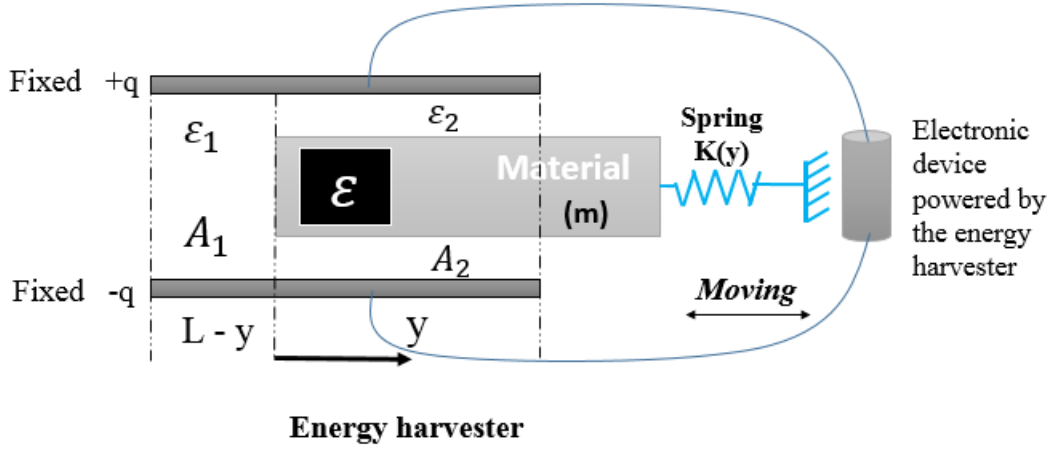 Fixed +q
ε₁
ε₂
Spring
K(y)
Material
ε
(m)
A₁
A₂
Fixed -q
Moving
L - y
y
Electronic
device
powered by
the energy
harvester
Energy harvester